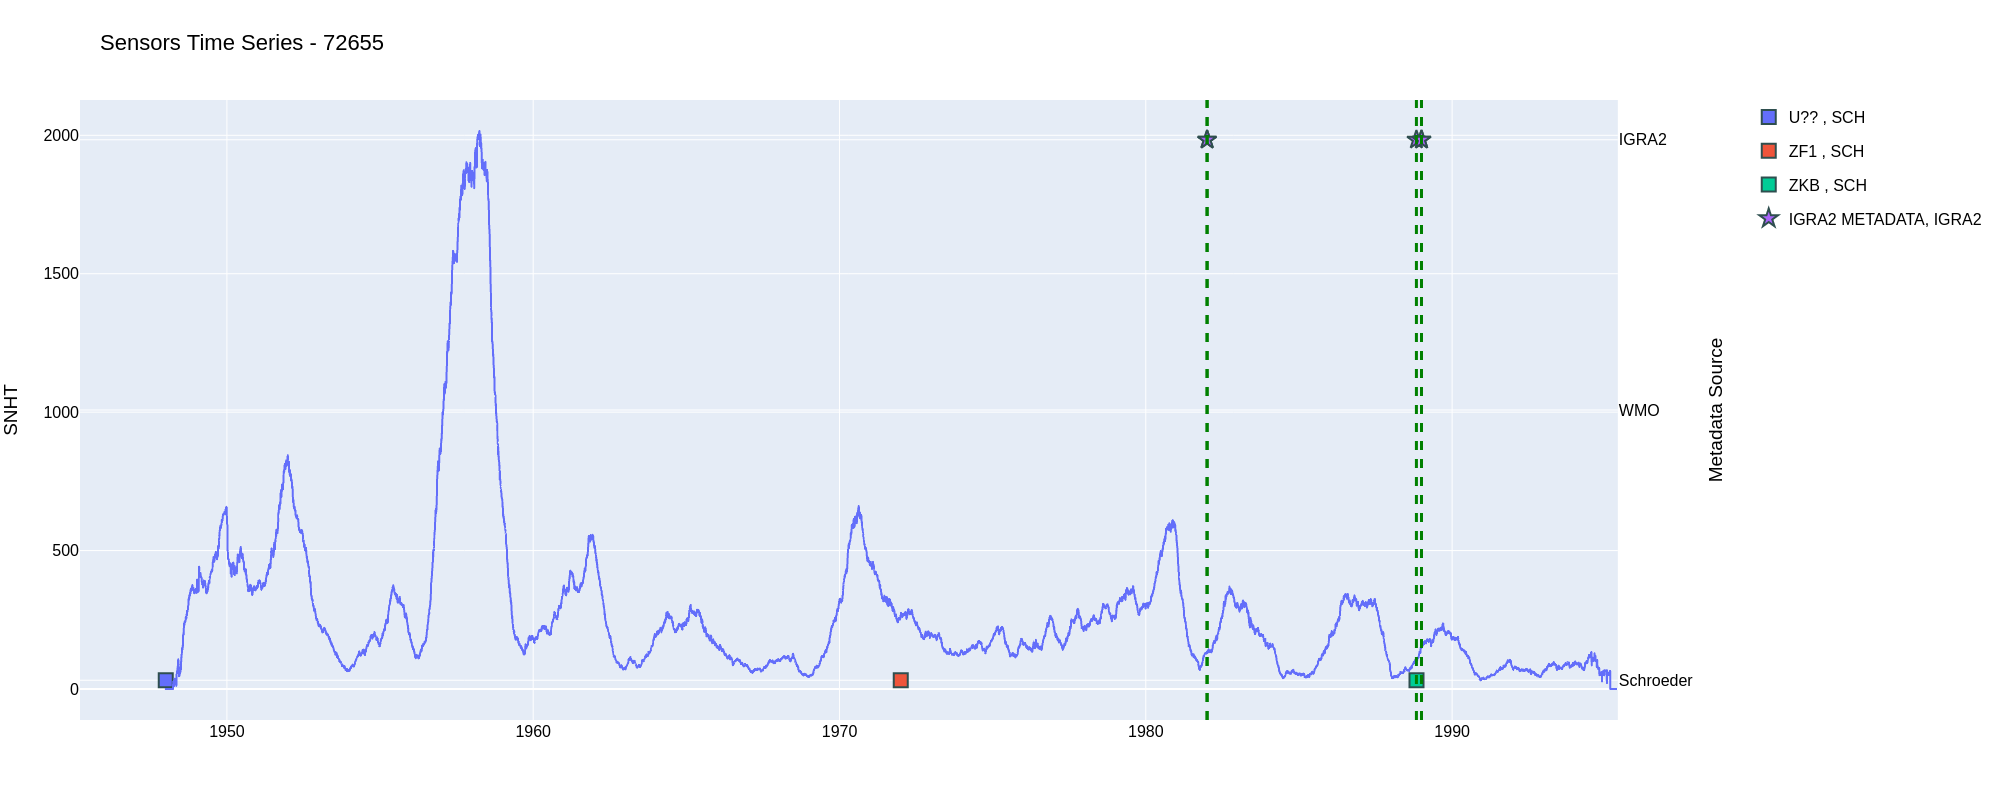 Sensors Time Series - 72655
2000
1500
1000
500
0
SNHT
1950
1960
1970
1980
1990
IGRA2
WMO
Schroeder
Metadata Source
U?? , SCH
ZF1 , SCH
ZKB , SCH
IGRA2 METADATA, IGRA2